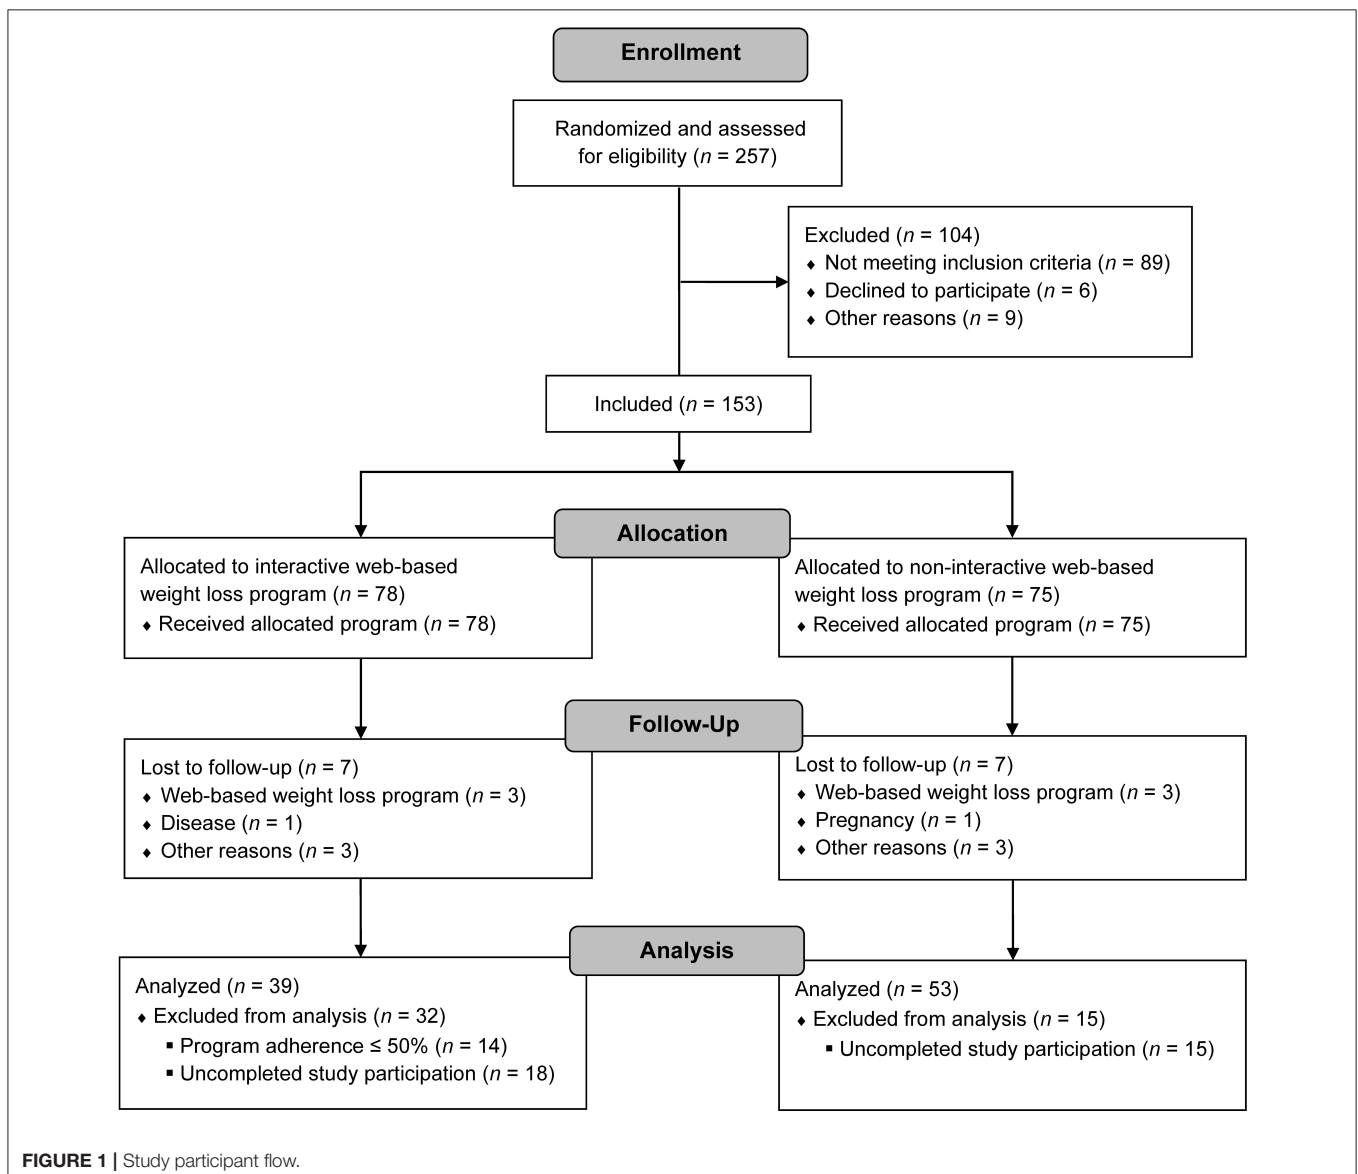 Enrollment
Randomized and assessed
for eligibility (n = 257)
Excluded (n = 104)
♦ Not meeting inclusion criteria (n = 89)
♦ Declined to participate (n = 6)
♦ Other reasons (n = 9)
Included (n = 153)
Allocation
Allocated to interactive web-based
weight loss program (n = 78)
♦ Received allocated program (n = 78)
Allocated to non-interactive web-based
weight loss program (n = 75)
♦ Received allocated program (n = 75)
Follow-Up
Lost to follow-up (n = 7)
♦ Web-based weight loss program (n = 3)
♦ Disease (n = 1)
♦ Other reasons (n = 3)
Lost to follow-up (n = 7)
♦ Web-based weight loss program (n = 3)
♦ Pregnancy (n = 1)
♦ Other reasons (n = 3)
Analysis
Analyzed (n = 39)
♦ Excluded from analysis (n = 32)
▪ Program adherence ≤ 50% (n = 14)
▪ Uncompleted study participation (n = 18)
Analyzed (n = 53)
♦ Excluded from analysis (n = 15)
▪ Uncompleted study participation (n = 15)
FIGURE 1 | Study participant flow.